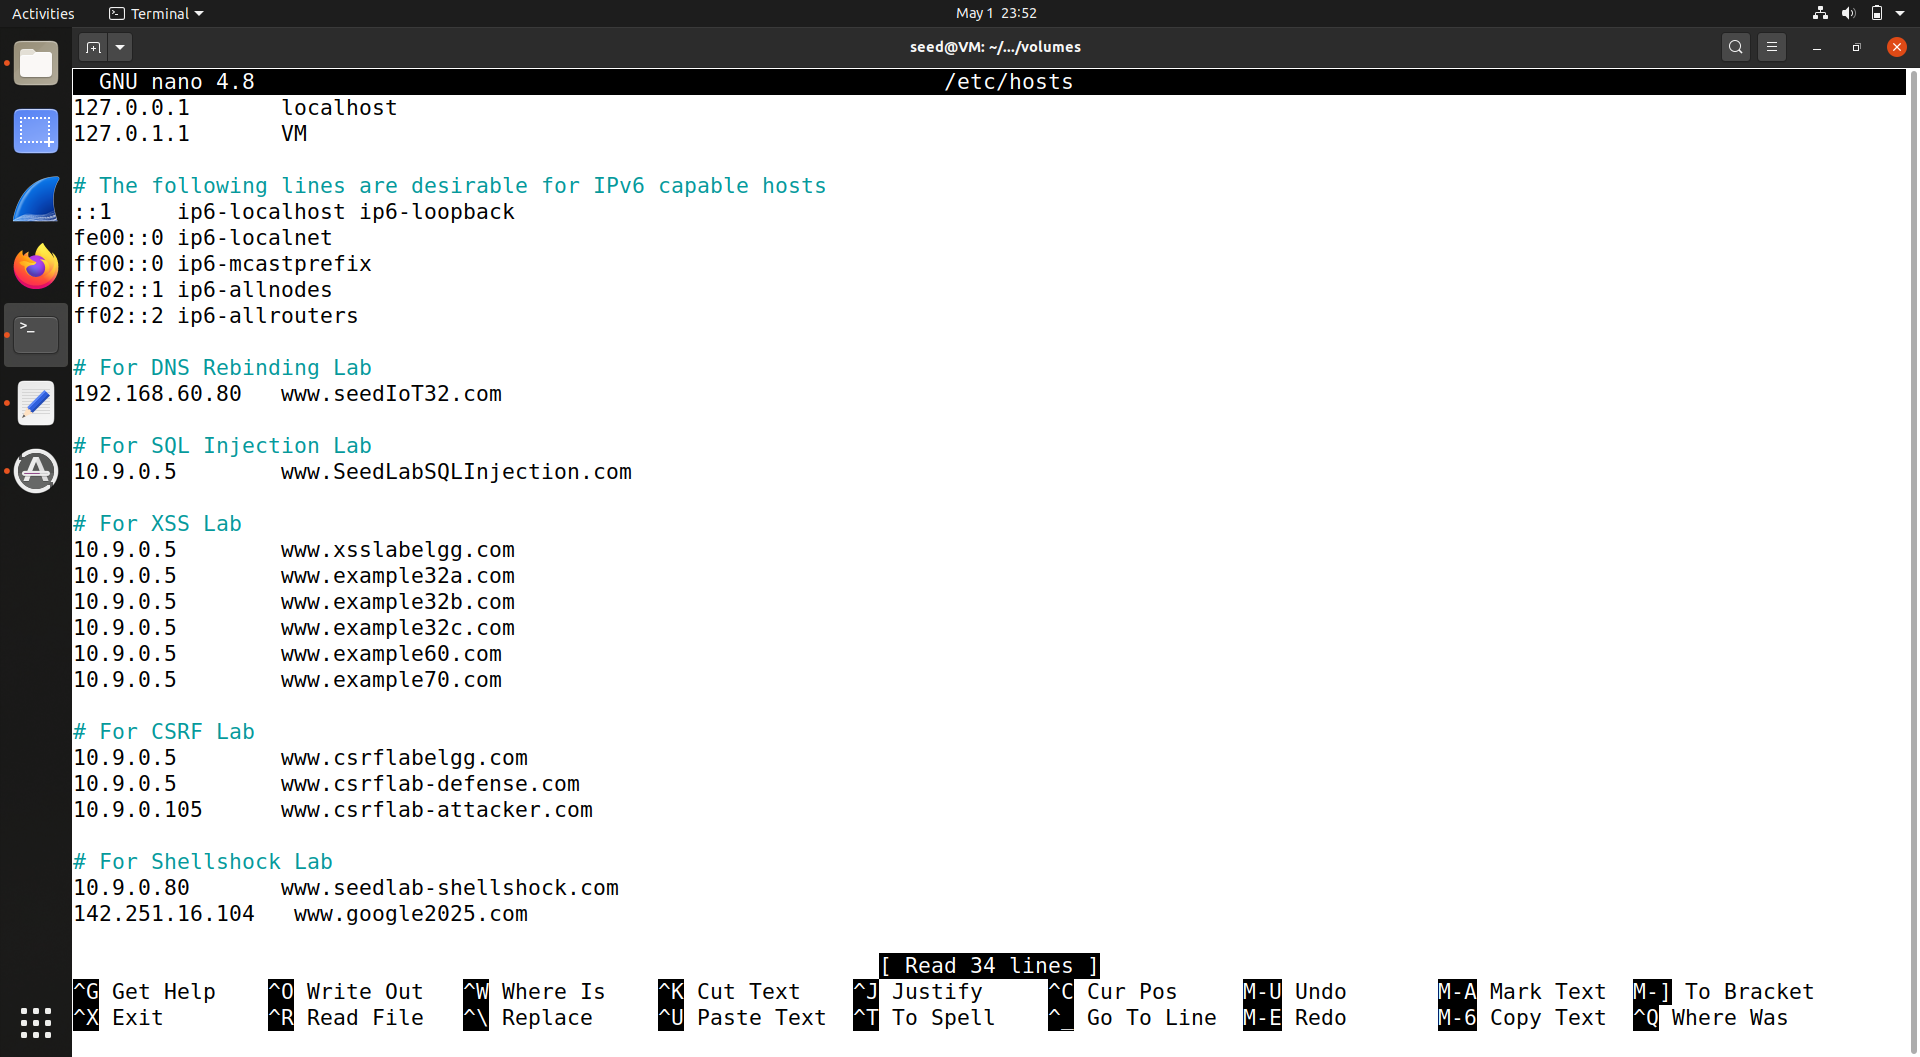 Activities Terminal May 1 23:52
seed@VM: ~/.../volumes
GNU nano 4.8 /etc/hosts
127.0.0.1 localhost
127.0.1.1 VM
# The following lines are desirable for IPv6 capable hosts
::1 ip6-localhost ip6-loopback
fe00::0 ip6-localnet
ff00::0 ip6-mcastprefix
ff02::1 ip6-allnodes
ff02::2 ip6-allrouters
# For DNS Rebinding Lab
192.168.60.80 www.seedIoT32.com
# For SQL Injection Lab
10.9.0.5 www.SeedLabSQLInjection.com
# For XSS Lab
10.9.0.5 www.xsslabelgg.com
10.9.0.5 www.example32a.com
10.9.0.5 www.example32b.com
10.9.0.5 www.example32c.com
10.9.0.5 www.example60.com
10.9.0.5 www.example70.com
# For CSRF Lab
10.9.0.5 www.csrflabelgg.com
10.9.0.5 www.csrflab-defense.com
10.9.0.105 www.csrflab-attacker.com
# For Shellshock Lab
10.9.0.80 www.seedlab-shellshock.com
142.251.16.104 www.google2025.com
[ Read 34 lines ]
^G Get Help ^O Write Out ^W Where Is ^K Cut Text ^J Justify ^C Cur Pos M-U Undo M-A Mark Text M-] To Bracket
^X Exit ^R Read File ^\ Replace ^U Paste Text ^T To Spell ^_ Go To Line M-E Redo M-6 Copy Text ^Q Where Was